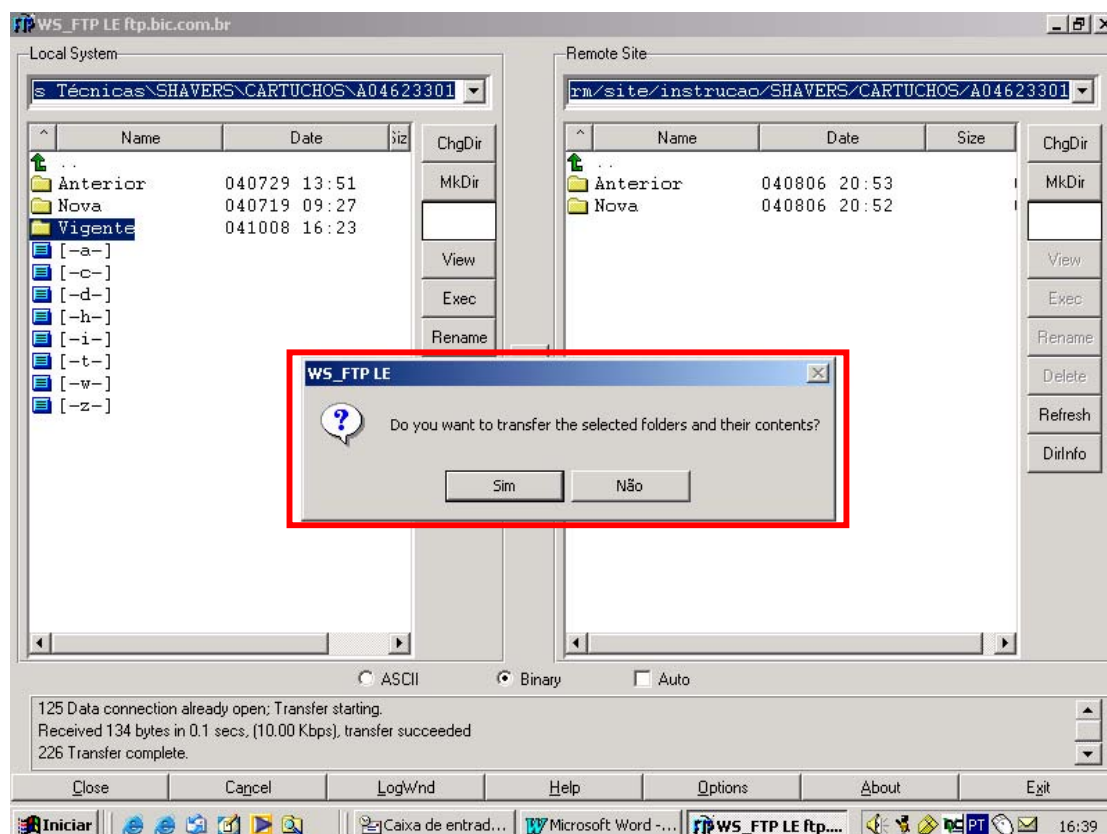 WS_FTP LE ftp.bic.com.br
Local System
s Técnicas\SHAVERS\CARTUCHOS\A04623301
^ Name Date Siz
..
Anterior 040729 13:51
Nova 040719 09:27
Vigente 041008 16:23
[-a-]
[-c-]
[-d-]
[-h-]
[-i-]
[-t-]
[-w-]
[-z-]
ChgDir
MkDir
View
Exec
Rename
Remote Site
rm/site/instrucao/SHAVERS/CARTUCHOS/A04623301
^ Name Date Size
..
Anterior 040806 20:53
Nova 040806 20:52
ChgDir
MkDir
View
Exec
Rename
Delete
Refresh
DirInfo
WS_FTP LE
Do you want to transfer the selected folders and their contents?
Sim Não
ASCII Binary Auto
125 Data connection already open; Transfer starting.
Received 134 bytes in 0.1 secs, (10.00 Kbps), transfer succeeded
226 Transfer complete.
Close Cancel LogWnd Help Options About Exit
Iniciar Caixa de entrad... Microsoft Word -... WS_FTP LE ftp.... PT 16:39